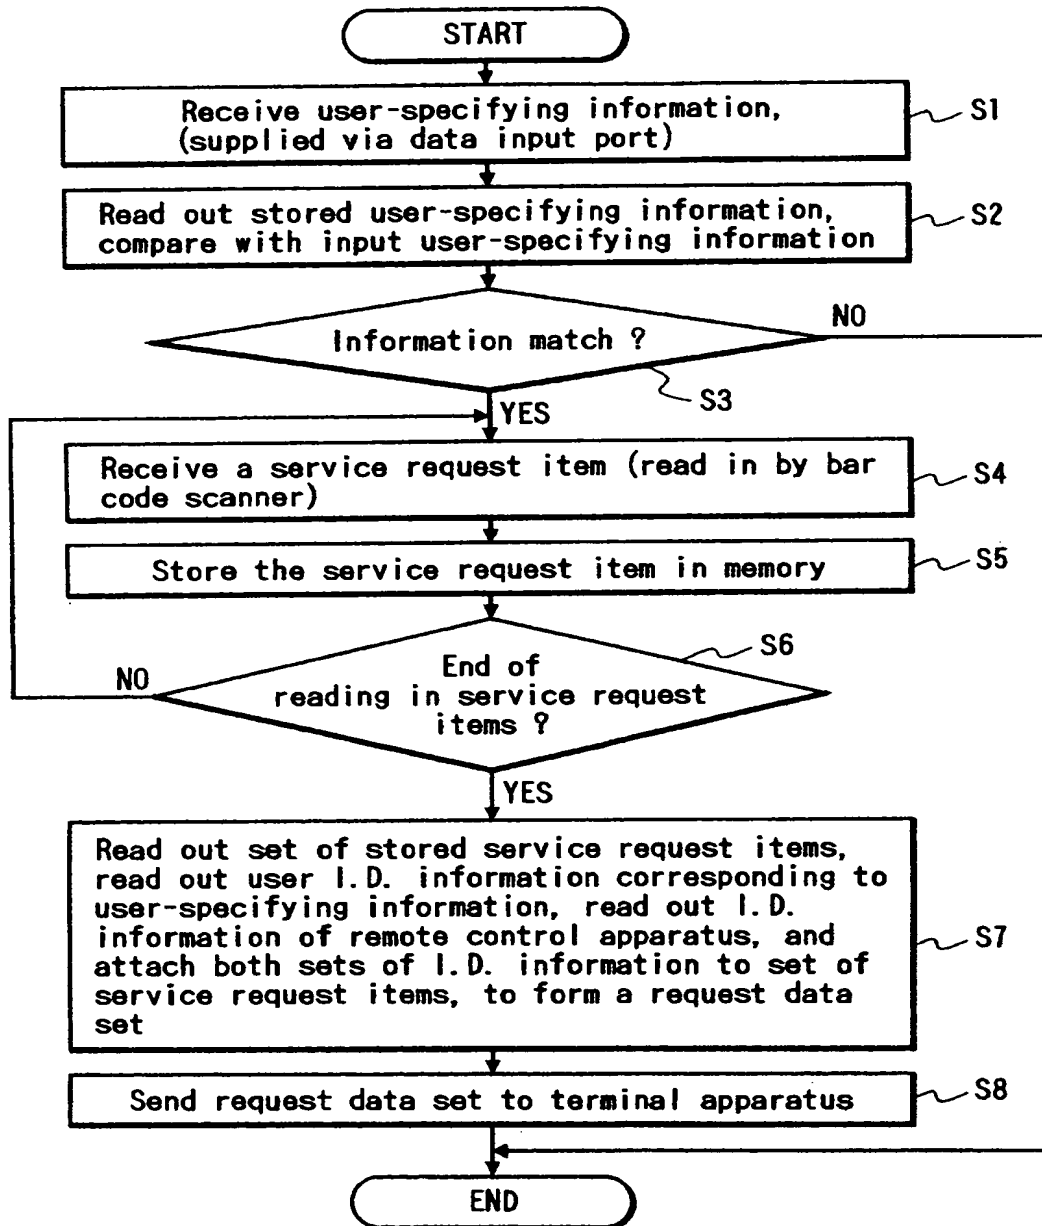 START
Receive user-specifying information,
(supplied via data input port)
S1
Read out stored user-specifying information,
compare with input user-specifying information
S2
Information match ?
NO
S3
YES
Receive a service request item (read in by bar
code scanner)
S4
Store the service request item in memory
S5
S6
End of
reading in service request
items ?
NO
YES
Read out set of stored service request items,
read out user I.D. information corresponding to
user-specifying information, read out I.D.
information of remote control apparatus, and
attach both sets of I.D. information to set of
service request items, to form a request data
set
S7
Send request data set to terminal apparatus
S8
END